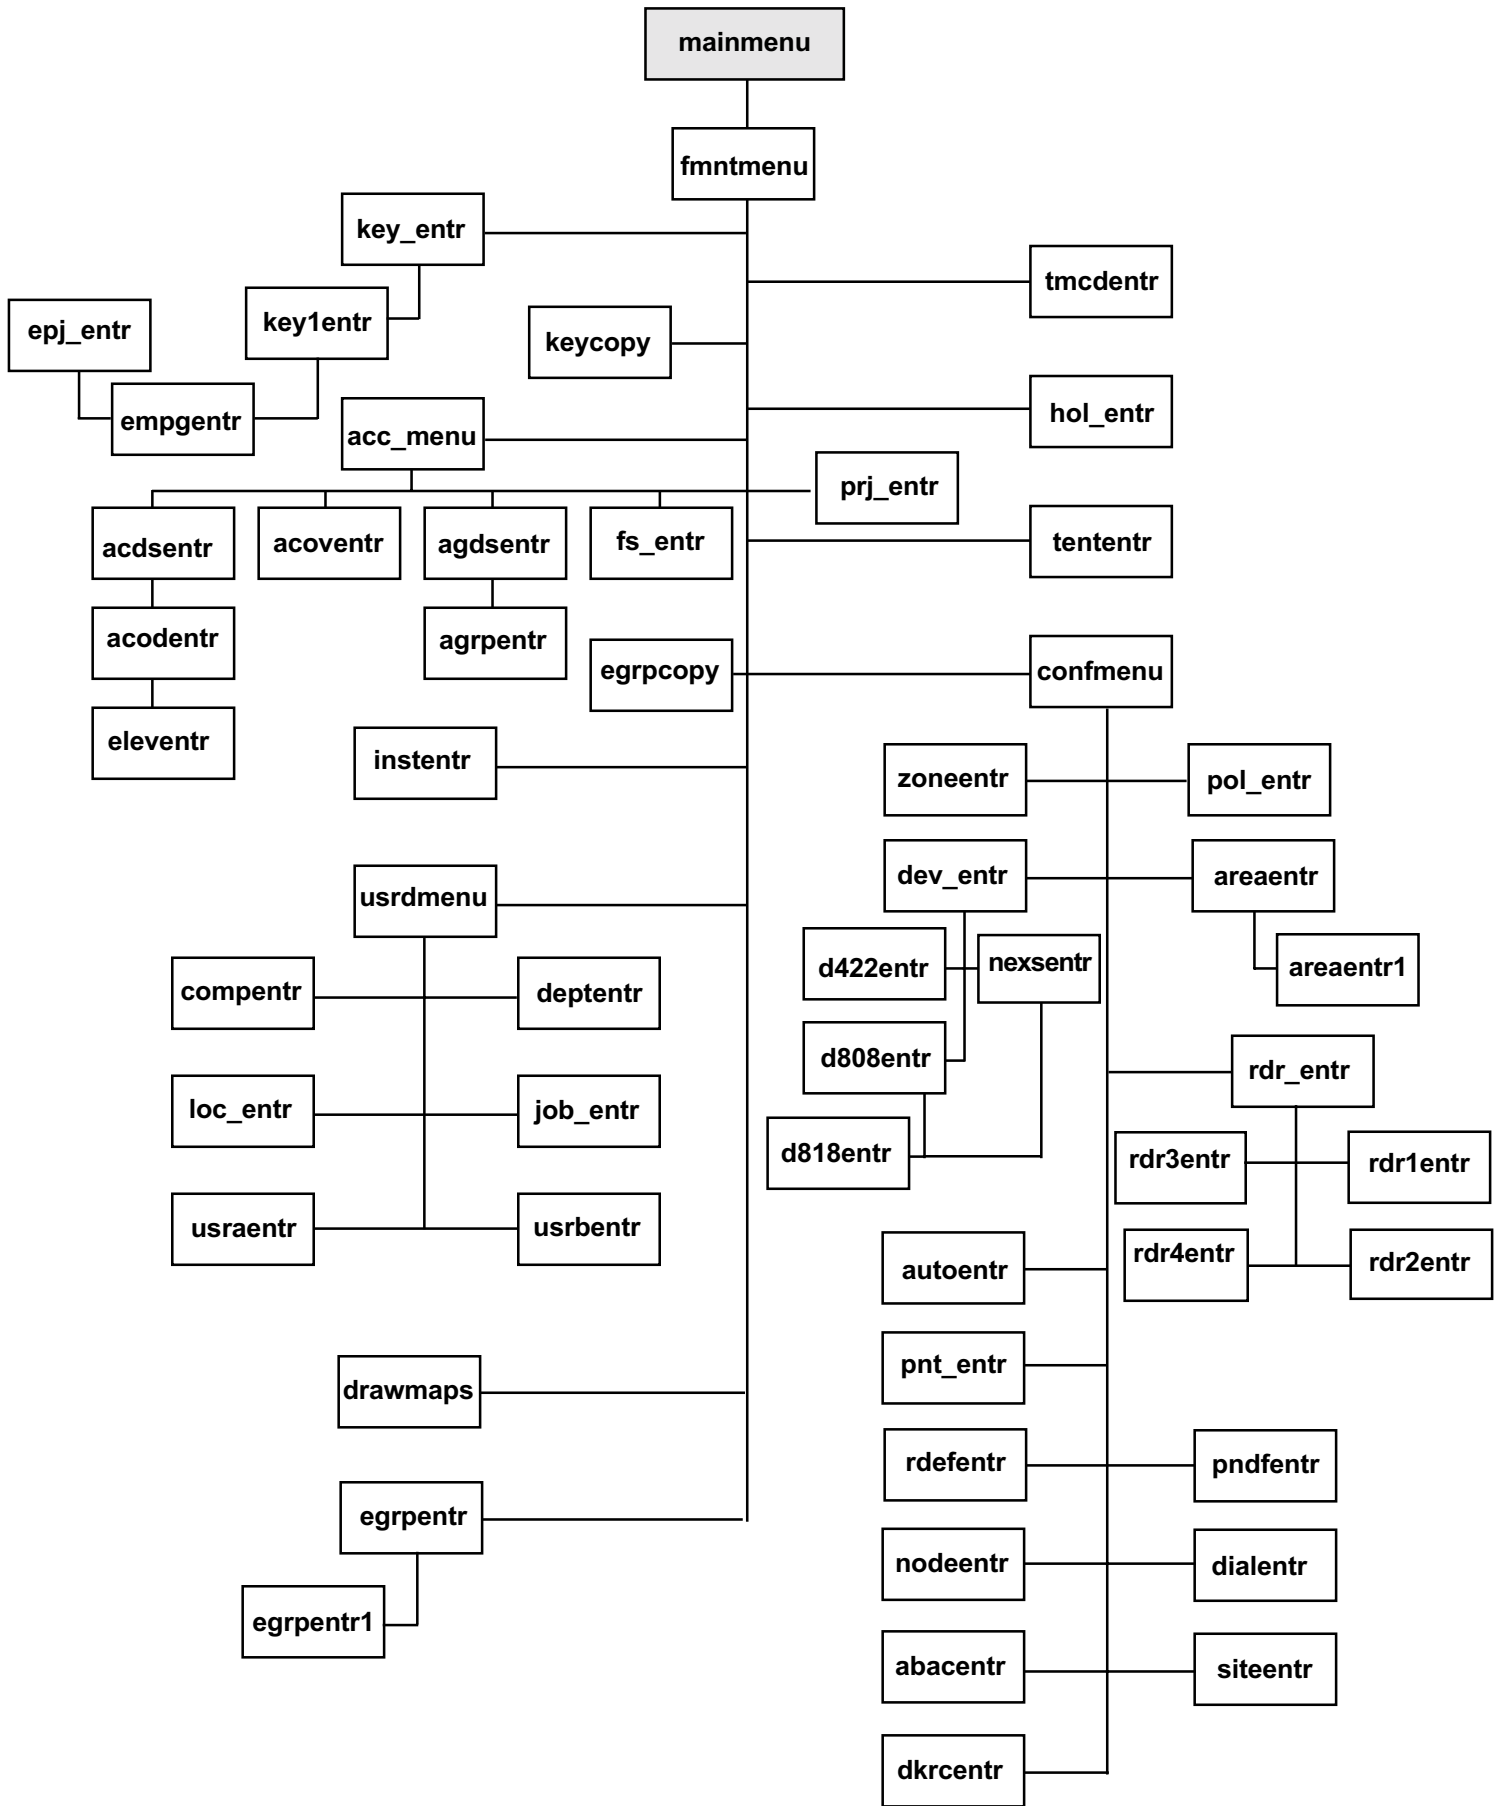 mainmenu
fmntmenu
key_entr
tmcdentr
key1entr
epj_entr
keycopy
hol_entr
empgentr
acc_menu
prj_entr
acdsentr
acoventr
agdsentr
fs_entr
tententr
acodentr
agrpentr
egrpcopy
confmenu
eleventr
instentr
zoneentr
pol_entr
usrdmenu
dev_entr
areaentr
d422entr
nexsentr
areaentr1
compentr
deptentr
d808entr
rdr_entr
loc_entr
job_entr
d818entr
rdr3entr
rdr1entr
usraentr
usrbentr
autoentr
rdr4entr
rdr2entr
drawmaps
pnt_entr
rdefentr
pndfentr
egrpentr
nodeentr
dialentr
egrpentr1
abacentr
siteentr
dkrcentr